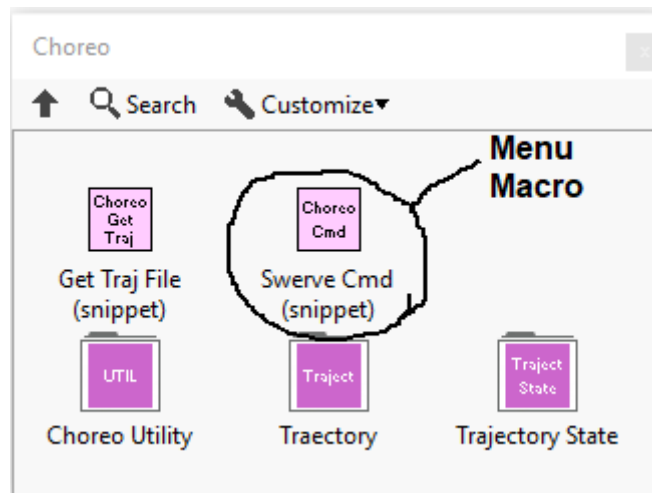 Choreo
Search Customize
Menu
Macro
Choreo
Get
Traj
Choreo
Cmd
Get Traj File
(snippet)
Swerve Cmd
(snippet)
UTIL
Traject
Traject
State
Choreo Utility
Traectory
Trajectory State